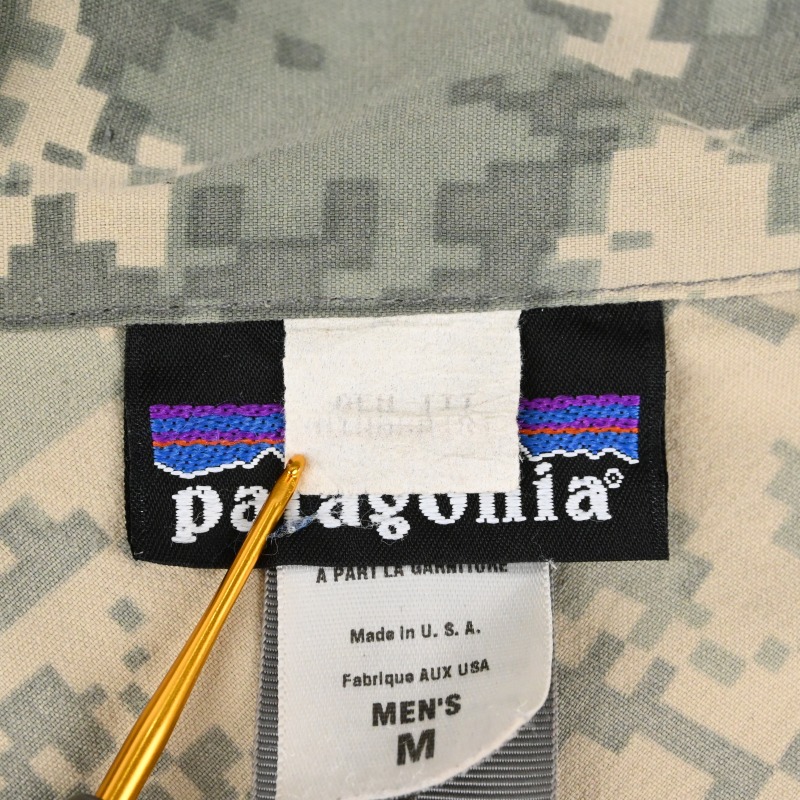 patagonia®
A PART LA GARNITURE
Made in U. S. A.
Fabrique AUX USA
MEN'S
M